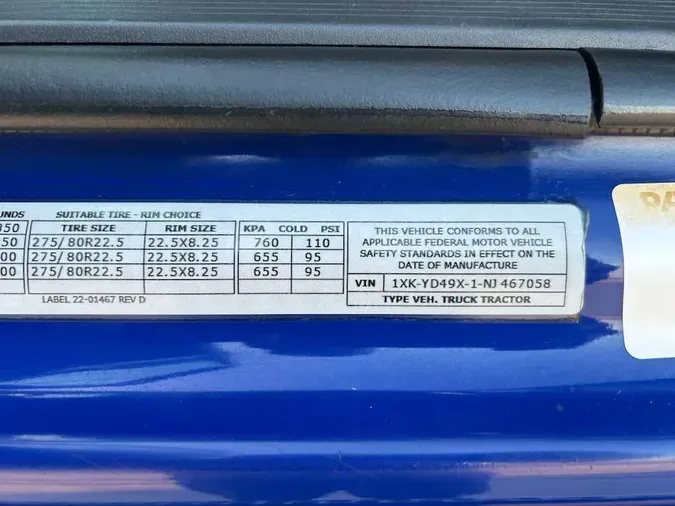 UNDS SUITABLE TIRE - RIM CHOICE
350 TIRE SIZE RIM SIZE KPA COLD PSI
50 275/80R22.5 22.5X8.25 760 110
00 275/80R22.5 22.5X8.25 655 95
00 275/80R22.5 22.5X8.25 655 95
LABEL 22-01467 REV D
THIS VEHICLE CONFORMS TO ALL
APPLICABLE FEDERAL MOTOR VEHICLE
SAFETY STANDARDS IN EFFECT ON THE
DATE OF MANUFACTURE
VIN 1XK-YD49X-1-NJ 467058
TYPE VEH. TRUCK TRACTOR